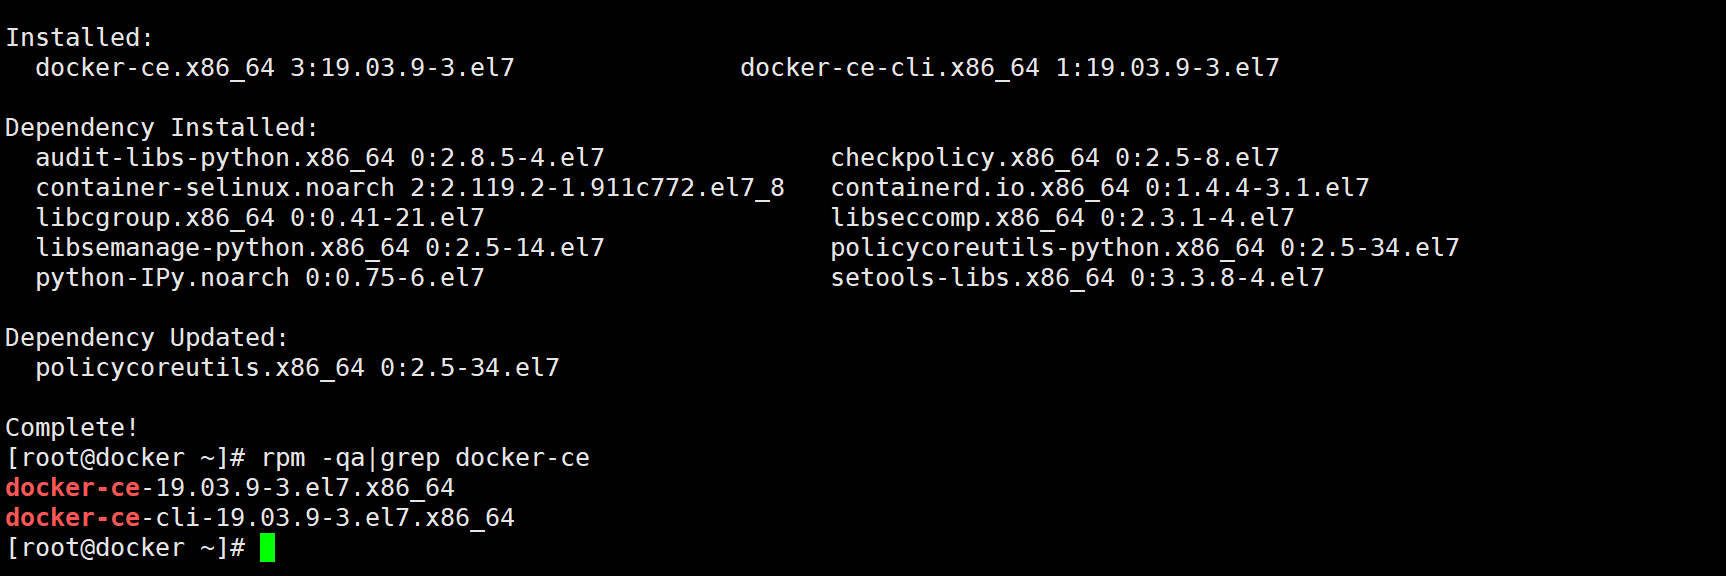 Installed:
  docker-ce.x86_64 3:19.03.9-3.el7               docker-ce-cli.x86_64 1:19.03.9-3.el7
Dependency Installed:
  audit-libs-python.x86_64 0:2.8.5-4.el7               checkpolicy.x86_64 0:2.5-8.el7
  container-selinux.noarch 2:2.119.2-1.911c772.el7_8   containerd.io.x86_64 0:1.4.4-3.1.el7
  libcgroup.x86_64 0:0.41-21.el7                       libseccomp.x86_64 0:2.3.1-4.el7
  libsemanage-python.x86_64 0:2.5-14.el7               policycoreutils-python.x86_64 0:2.5-34.el7
  python-IPy.noarch 0:0.75-6.el7                       setools-libs.x86_64 0:3.3.8-4.el7
Dependency Updated:
  policycoreutils.x86_64 0:2.5-34.el7
Complete!
[root@docker ~]# rpm -qa|grep docker-ce
docker-ce-19.03.9-3.el7.x86_64
docker-ce-cli-19.03.9-3.el7.x86_64
[root@docker ~]#